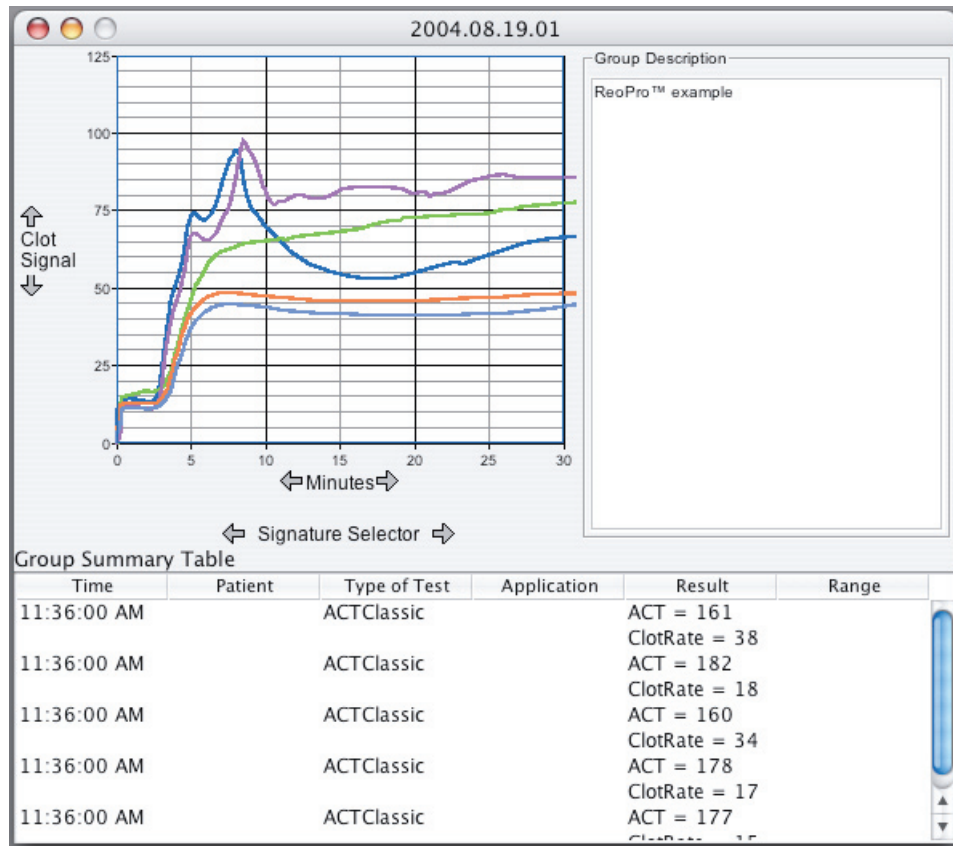 2004.08.19.01
125
100
75
50
25
0
Clot
Signal
0 5 10 15 20 25 30
Minutes
Signature Selector
Group Description
ReoPro™ example
Group Summary Table
Time Patient Type of Test Application Result Range
11:36:00 AM ACTClassic ACT = 161
ClotRate = 38
11:36:00 AM ACTClassic ACT = 182
ClotRate = 18
11:36:00 AM ACTClassic ACT = 160
ClotRate = 34
11:36:00 AM ACTClassic ACT = 178
ClotRate = 17
11:36:00 AM ACTClassic ACT = 177